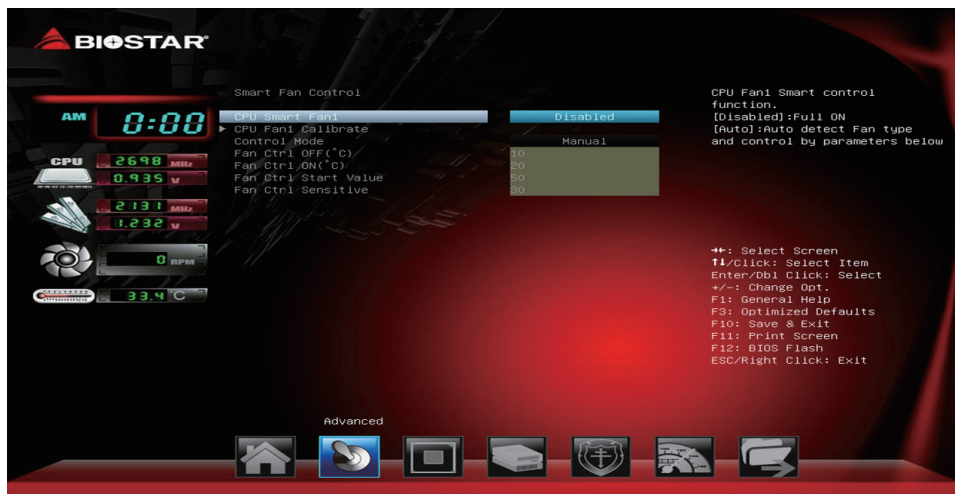 BIOSTAR®
Smart Fan Control
CPU Smart Fan1 Disabled
CPU Fan1 Calibrate
Control Mode Manual
Fan Ctrl OFF(°C) 10
Fan Ctrl ON(°C) 20
Fan Ctrl Start Value 50
Fan Ctrl Sensitive 30
AM 0:00
CPU 2698 MHz
0.935 V
2131 MHz
1.232 V
0 RPM
33.4 C
CPU Fan1 Smart control
function.
[Disabled]:Full ON
[Auto]:Auto detect Fan type
and control by parameters below
→←: Select Screen
↑↓/Click: Select Item
Enter/Dbl Click: Select
+/-: Change Opt.
F1: General Help
F3: Optimized Defaults
F10: Save & Exit
F11: Print Screen
F12: BIOS Flash
ESC/Right Click: Exit
Advanced